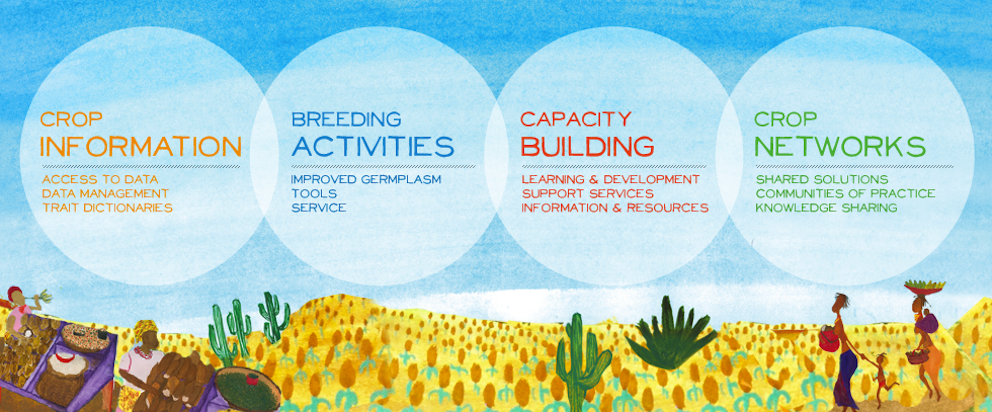 CROP
INFORMATION
ACCESS TO DATA
DATA MANAGEMENT
TRAIT DICTIONARIES
BREEDING
ACTIVITIES
IMPROVED GERMPLASM
TOOLS
SERVICE
CAPACITY
BUILDING
LEARNING & DEVELOPMENT
SUPPORT SERVICES
INFORMATION & RESOURCES
CROP
NETWORKS
SHARED SOLUTIONS
COMMUNITIES OF PRACTICE
KNOWLEDGE SHARING